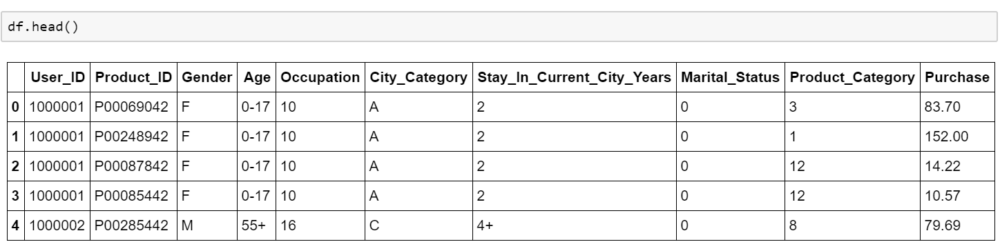 df.head()
User_ID Product_ID Gender Age Occupation City_Category Stay_In_Current_City_Years Marital_Status Product_Category Purchase
0 1000001 P00069042 F 0-17 10 A 2 0 3 83.70
1 1000001 P00248942 F 0-17 10 A 2 0 1 152.00
2 1000001 P00087842 F 0-17 10 A 2 0 12 14.22
3 1000001 P00085442 F 0-17 10 A 2 0 12 10.57
4 1000002 P00285442 M 55+ 16 C 4+ 0 8 79.69